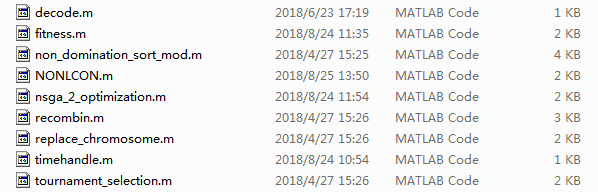 decode.m 2018/6/23 17:19 MATLAB Code 1 KB
fitness.m 2018/8/24 11:35 MATLAB Code 2 KB
non_domination_sort_mod.m 2018/4/27 15:25 MATLAB Code 4 KB
NONLCON.m 2018/8/25 13:50 MATLAB Code 2 KB
nsga_2_optimization.m 2018/8/24 11:54 MATLAB Code 2 KB
recombin.m 2018/4/27 15:26 MATLAB Code 3 KB
replace_chromosome.m 2018/4/27 15:26 MATLAB Code 2 KB
timehandle.m 2018/8/24 10:54 MATLAB Code 1 KB
tournament_selection.m 2018/4/27 15:26 MATLAB Code 2 KB